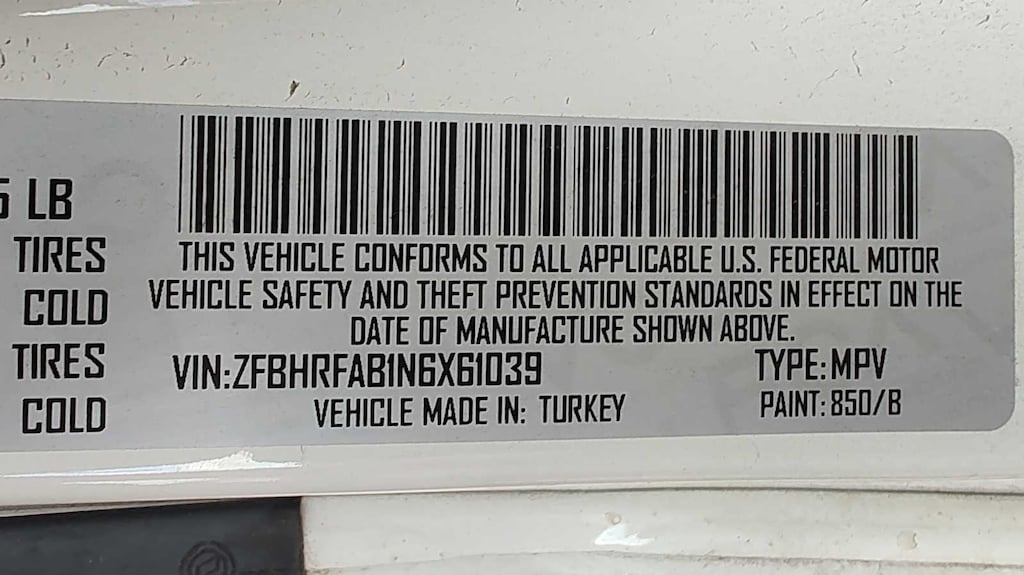 5 LB
TIRES
COLD
TIRES
COLD
THIS VEHICLE CONFORMS TO ALL APPLICABLE U.S. FEDERAL MOTOR
VEHICLE SAFETY AND THEFT PREVENTION STANDARDS IN EFFECT ON THE
DATE OF MANUFACTURE SHOWN ABOVE.
VIN:ZFBHRFAB1N6X61039 TYPE:MPV
VEHICLE MADE IN: TURKEY PAINT:850/B